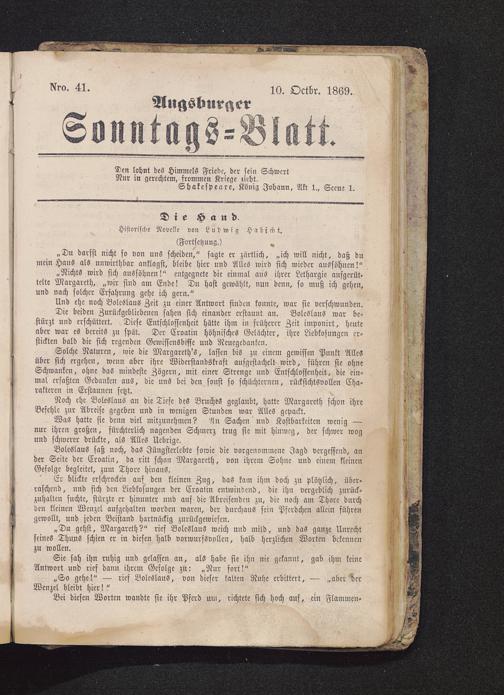 Nro. 41.
10. Octbr. 1869.
Augsburger
Sonntags-Blatt.
Den lohnt des Himmels Friede, der sein Schwert
Nur in gerechtem, frommen Kriege zieht.
Shakespeare, König Johann, Akt 1., Scene 1.
Die Hand.
Historische Novelle von Ludwig Habicht.
(Fortsetzung.)
„Du darfst nicht so von uns scheiden,“ sagte er zärtlich, „ich will nicht, daß du
mein Haus als unwirthbar anklagst, bleibe hier und Alles wird sich wieder aussöhnen!“
„Nichts wird sich aussöhnen!“ entgegnete die einmal aus ihrer Lethargie aufgerüt-
telte Margareth, „wir sind am Ende! Du hast gewählt, nun denn, so muß ich gehen,
und nach solcher Erfahrung gehe ich gern.“
Und ehe noch Boleslaus Zeit zu einer Antwort finden konnte, war sie verschwunden.
Die beiden Zurückgebliebenen sahen sich einander erstaunt an. Boleslaus war be-
stürzt und erschüttert. Diese Entschlossenheit hätte ihm in früherer Zeit imponirt, heute
aber war es bereits zu spät. Der Croatin höhnisches Gelächter, ihre Liebkosungen er-
stickten bald die sich regenden Gewissensbisse und Reuegedanken.
Solche Naturen, wie die Margareth's, lassen bis zu einem gewissen Punkt Alles
über sich ergehen, wenn aber ihre Widerstandskraft aufgestachelt wird, führen sie ohne
Schwanken, ohne das mindeste Zögern, mit einer Strenge und Entschlossenheit, die ein-
mal erfaßten Gedanken aus, die uns bei den sonst so schüchternen, rücksichtsvollen Cha-
rakteren in Erstaunen setzt.
Noch ehe Boleslaus an die Tiefe des Bruches geglaubt, hatte Margareth schon ihre
Befehle zur Abreise gegeben und in wenigen Stunden war Alles gepackt.
Was hatte sie denn viel mitzunehmen? An Sachen und Kostbarkeiten wenig —
nur ihren großen, fürchterlich nagenden Schmerz trug sie mit hinweg, der schwer wog
und schwerer drückte, als Alles Uebrige.
Boleslaus saß noch, das Jüngsterlebte sowie die vorgenommene Jagd vergessend, an
der Seite der Croatin, da ritt schon Margareth, von ihrem Sohne und einem kleinen
Gefolge begleitet, zum Thore hinaus.
Er blickte erschrocken auf den kleinen Zug, das kam ihm doch zu plötzlich, über-
raschend, und sich den Liebkosungen der Croatin entwindend, die ihn vergeblich zurück-
zuhalten suchte, stürzte er hinunter und auf die Abreisenden zu, die noch am Thore durch
den kleinen Wenzel aufgehalten worden waren, der durchaus sein Pferdchen allein führen
gewollt, und jeden Beistand hartnäckig zurückgewiesen.
„Du gehst, Margareth?“ rief Boleslaus weich und mild, und das ganze Unrecht
seines Thuns schien er in diesen halb vorwurfsvollen, halb herzlichen Worten bekennen
zu wollen.
Sie sah ihn ruhig und gelassen an, als habe sie ihn nie gekannt, gab ihm keine
Antwort und rief dann ihrem Gefolge zu: „Nur fort!“
„So gehe!“ — rief Boleslaus, von dieser kalten Ruhe erbittert, — „aber der
Wenzel bleibt hier!“
Bei diesen Worten wandte sie ihr Pferd um, richtete sich hoch auf, ein Flammen-